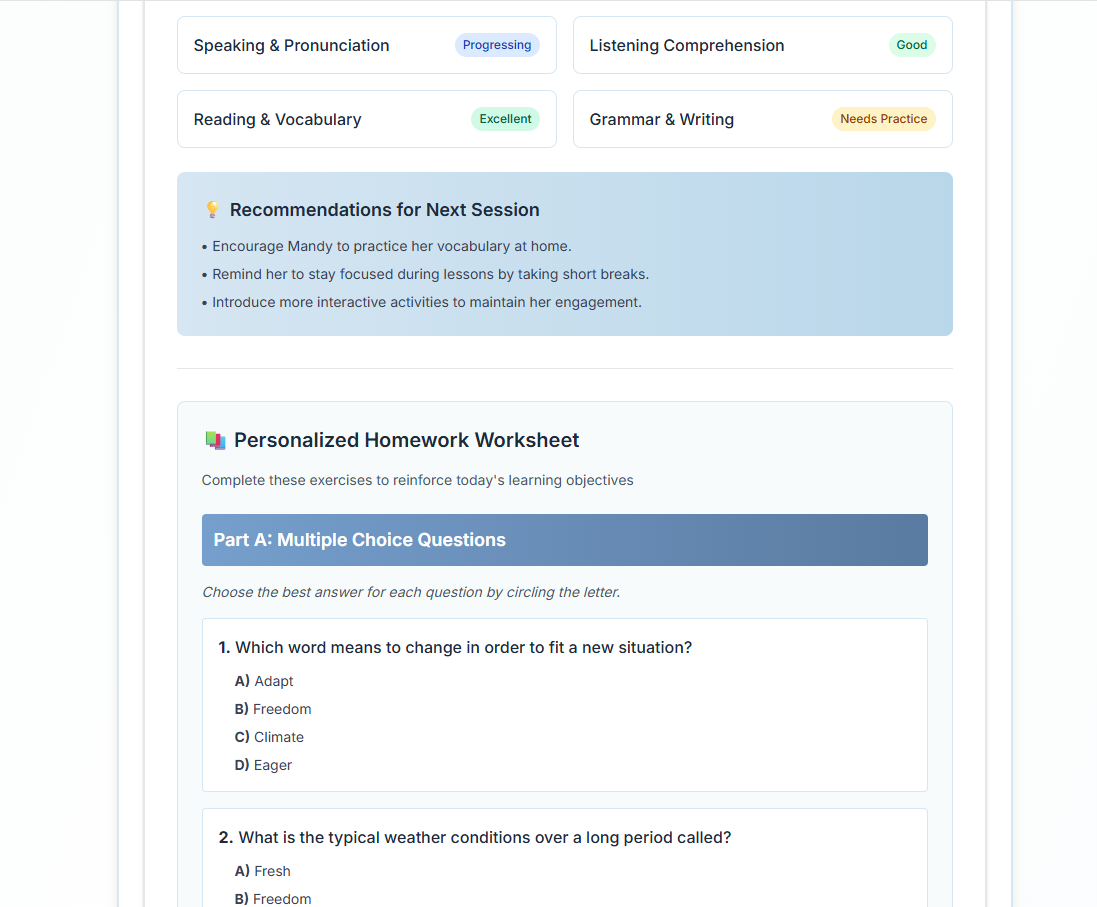 Speaking & Pronunciation Progressing
Listening Comprehension Good
Reading & Vocabulary Excellent
Grammar & Writing Needs Practice
Recommendations for Next Session
• Encourage Mandy to practice her vocabulary at home.
• Remind her to stay focused during lessons by taking short breaks.
• Introduce more interactive activities to maintain her engagement.
Personalized Homework Worksheet
Complete these exercises to reinforce today's learning objectives
Part A: Multiple Choice Questions
Choose the best answer for each question by circling the letter.
1. Which word means to change in order to fit a new situation?
A) Adapt
B) Freedom
C) Climate
D) Eager
2. What is the typical weather conditions over a long period called?
A) Fresh
B) Freedom